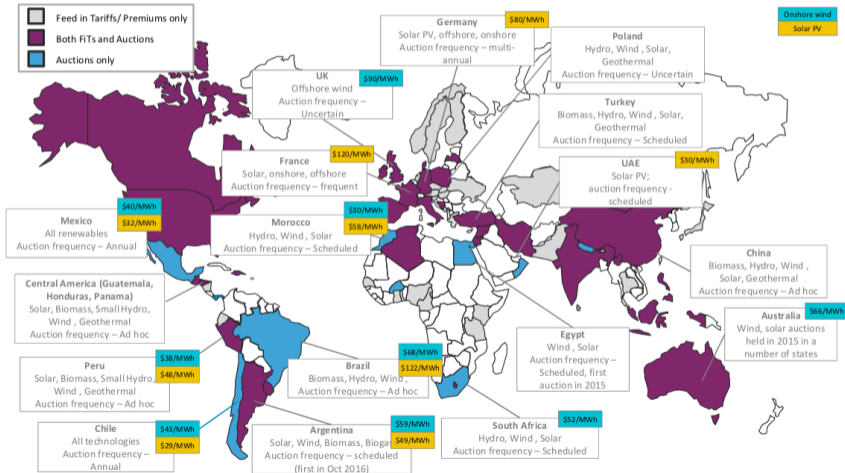 Feed in Tariffs/ Premiums only
Both FiTs and Auctions
Auctions only
Onshore wind
Solar PV
Germany
$80/MWh
Solar PV, offshore, onshore
Auction frequency – multi-
annual
Poland
Hydro, Wind , Solar,
Geothermal
Auction frequency – Uncertain
UK
$90/MWh
Offshore wind
Auction frequency –
Uncertain
Turkey
Biomass, Hydro, Wind , Solar,
Geothermal
Auction frequency – Scheduled
France
$120/MWh
Solar, onshore, offshore
Auction frequency – frequent
UAE
$30/MWh
Solar PV;
auction frequency -
scheduled
Mexico
$40/MWh
$32/MWh
All renewables
Auction frequency – Annual
Morocco
$30/MWh
$58/MWh
Hydro, Wind , Solar
Auction frequency – Scheduled
China
Biomass, Hydro, Wind ,
Solar, Geothermal
Auction frequency – Ad hoc
Central America (Guatemala,
Honduras, Panama)
Solar, Biomass, Small Hydro,
Wind , Geothermal
Auction frequency – Ad hoc
Australia
$66/MWh
Wind, solar auctions
held in 2015 in a
number of states
Egypt
Wind , Solar
Auction frequency –
Scheduled, first
auction in 2015
Peru
$38/MWh
$48/MWh
Solar, Biomass, Small Hydro,
Wind , Geothermal
Auction frequency – Ad hoc
Brazil
$68/MWh
$122/MWh
Biomass, Hydro, Wind ,
Auction frequency – Ad hoc
Chile
$43/MWh
$29/MWh
All technologies
Auction frequency –
Annual
Argentina
$59/MWh
$49/MWh
Solar, Wind, Biomass, Biogas
Auction frequency – scheduled
(first in Oct 2016)
South Africa
$52/MWh
Hydro, Wind , Solar
Auction frequency – Scheduled